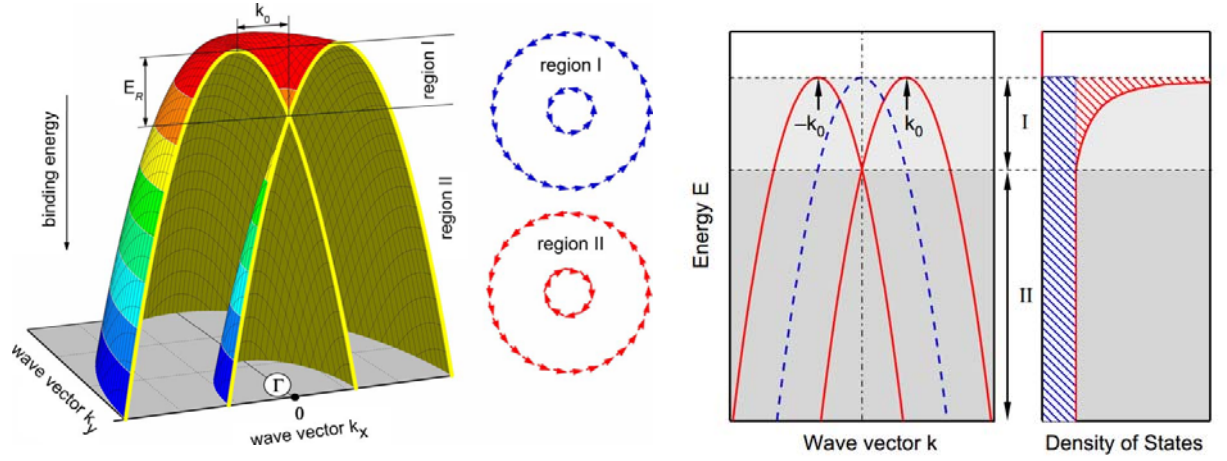 k₀
E_R
binding energy
region I
region II
wave vector k_y
Γ
0
wave vector k_x
region I
region II
Energy E
−k₀
k₀
I
II
Wave vector k
Density of States